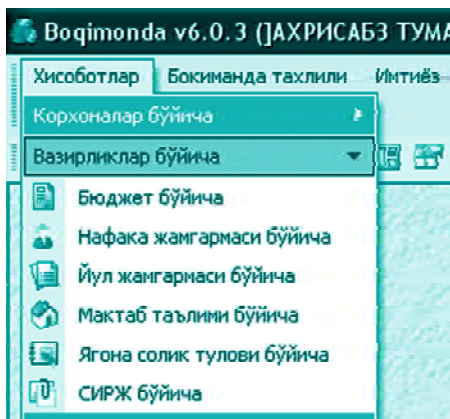 Boqimonda v6.0.3 (]АХРИСАБЗ ТУМА
Хисоботлар Бокиманда тахлили Имтиёз
Корхоналар бўйича
Вазирликлар бўйича
Бюджет бўйича
Нафака жамгармаси бўйича
Йул жамгармаси бўйича
Мактаб таълими бўйича
Ягона солик тулови бўйича
СИРЖ бўйича